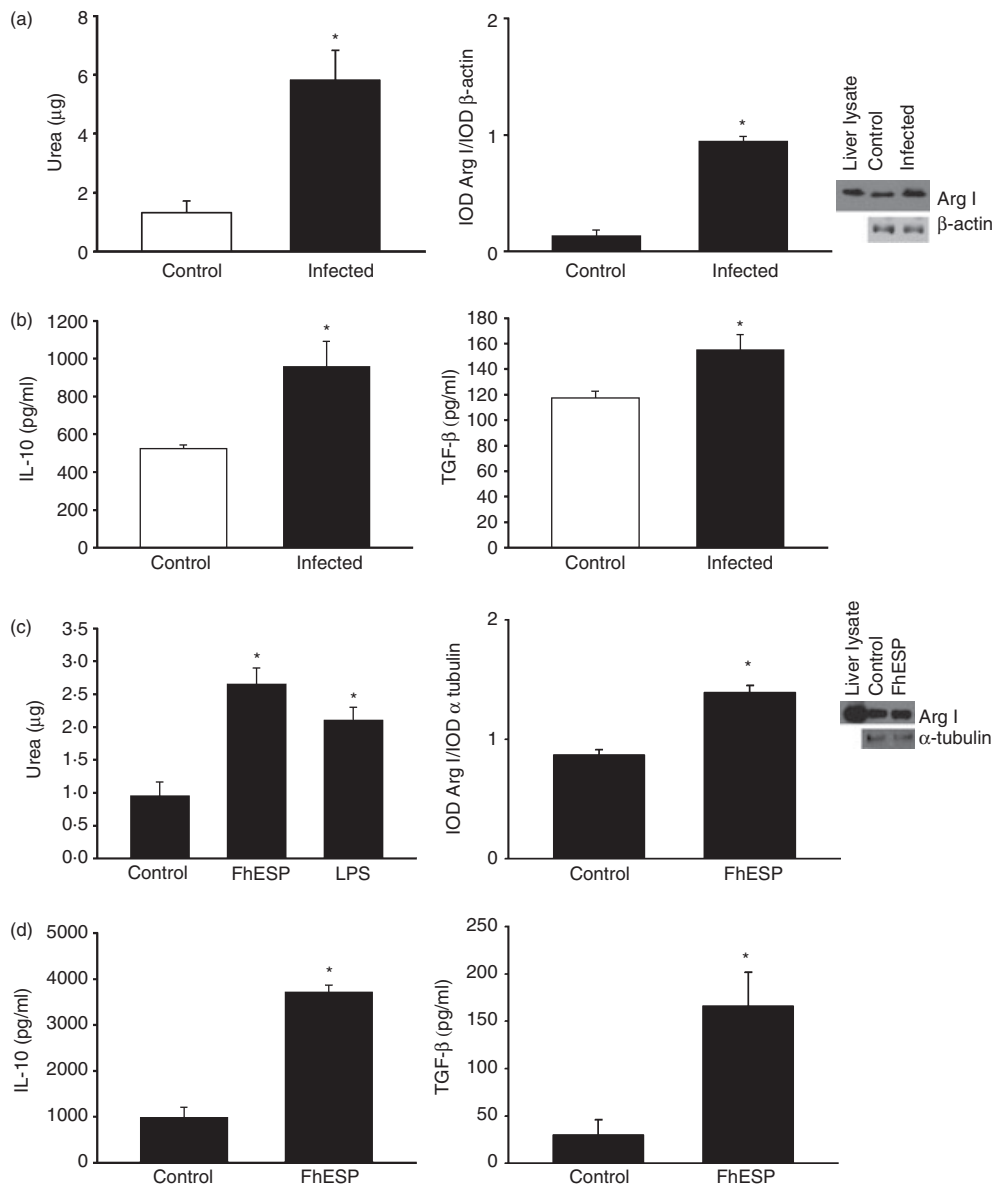 (a)
8
6
4
2
0
Urea (μg)
*
Control
Infected
2
1
0
IOD Arg I/IOD β-actin
*
Control
Infected
Liver lysate
Control
Infected
Arg I
β-actin
(b)
1200
1000
800
600
400
200
0
IL-10 (pg/ml)
*
Control
Infected
180
160
140
120
100
80
60
40
20
0
TGF-β (pg/ml)
*
Control
Infected
(c)
3·5
3·0
2·5
2·0
1·5
1·0
0·5
0·0
Urea (μg)
*
*
Control
FhESP
LPS
2
1
0
IOD Arg I/IOD α tubulin
*
Control
FhESP
Liver lysate
Control
FhESP
Arg I
α-tubulin
(d)
5000
4000
3000
2000
1000
0
IL-10 (pg/ml)
*
Control
FhESP
250
200
150
100
50
0
TGF-β (pg/ml)
*
Control
FhESP